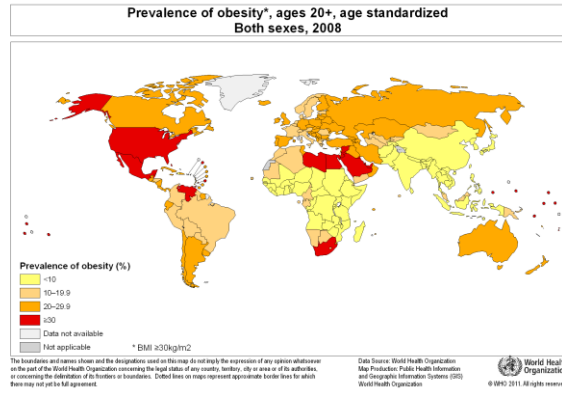 Prevalence of obesity*, ages 20+, age standardized
Both sexes, 2008
Prevalence of obesity (%)
<10
10–19.9
20–29.9
≥30
Data not available
Not applicable
* BMI ≥30kg/m2
The boundaries and names shown and the designations used on this map do not imply the expression of any opinion whatsoever
on the part of the World Health Organization concerning the legal status of any country, territory, city or area or of its authorities,
or concerning the delimitation of its frontiers or boundaries. Dotted lines on maps represent approximate border lines for which
there may not yet be full agreement.
Data Source: World Health Organization
Map Production: Public Health Information
and Geographic Information Systems (GIS)
World Health Organization
World Heal
Organizatio
© WHO 2011. All rights reserv